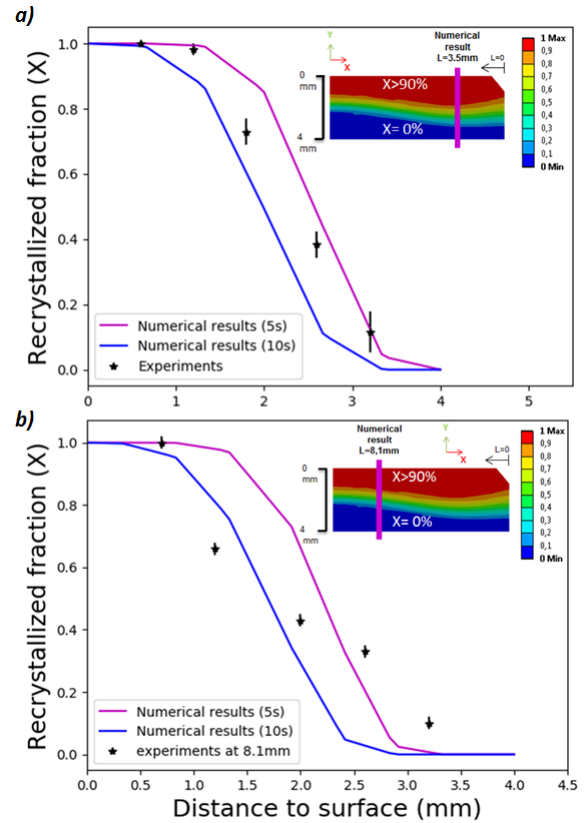 a)
Recrystallized fraction (X)
1.0
0.8
0.6
0.4
0.2
0.0
0
1
2
3
4
5
Numerical results (5s)
Numerical results (10s)
Experiments
Y
X
Numerical
result
L=3.5mm
L=0
0
mm
4
mm
X>90%
X= 0%
1 Max
0,9
0,8
0,7
0,6
0,5
0,4
0,3
0,2
0,1
0 Min
b)
Recrystallized fraction (X)
1.0
0.8
0.6
0.4
0.2
0.0
0.0
0.5
1.0
1.5
2.0
2.5
3.0
3.5
4.0
4.5
Distance to surface (mm)
Numerical results (5s)
Numerical results (10s)
experiments at 8.1mm
Numerical
result
L=8,1mm
Y
X
L=0
0
mm
4
mm
X>90%
X= 0%
1 Max
0,9
0,8
0,7
0,6
0,5
0,4
0,3
0,2
0,1
0 Min